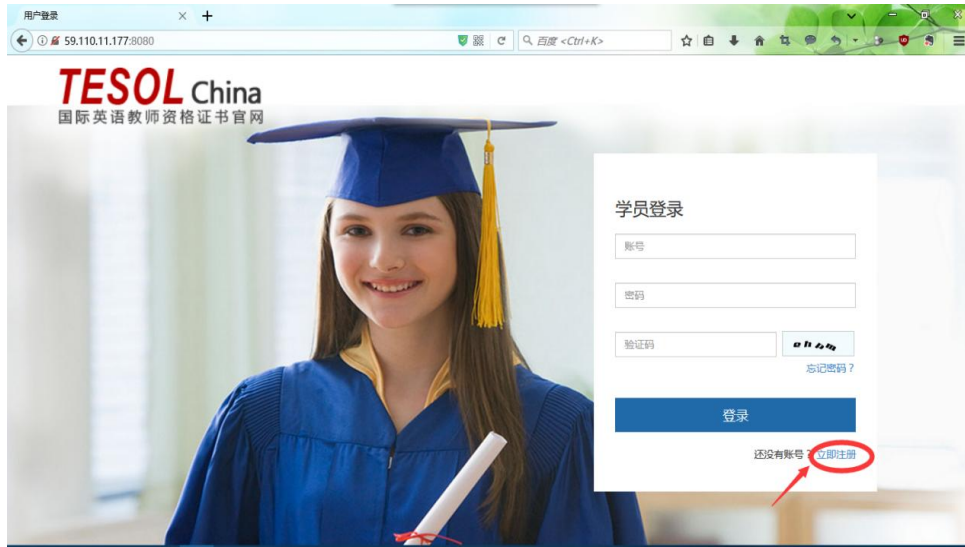 用户登录
59.110.11.177:8080
百度 <Ctrl+K>
TESOL China
国际英语教师资格证书官网
学员登录
账号
密码
验证码
忘记密码？
登录
还没有账号？立即注册